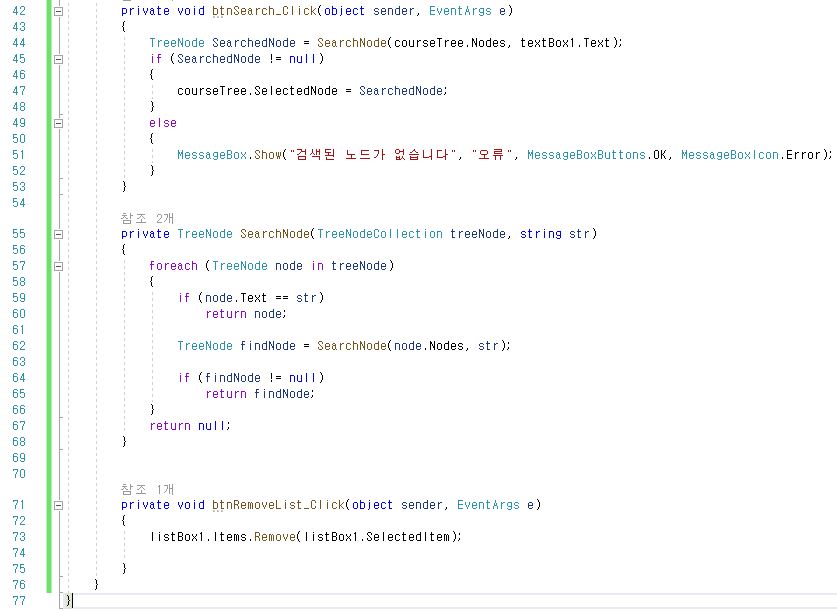 42 private void btnSearch_Click(object sender, EventArgs e)
43 {
44 TreeNode SearchedNode = SearchNode(courseTree.Nodes, textBox1.Text);
45 if (SearchedNode != null)
46 {
47 courseTree.SelectedNode = SearchedNode;
48 }
49 else
50 {
51 MessageBox.Show("검색된 노드가 없습니다", "오류", MessageBoxButtons.OK, MessageBoxIcon.Error);
52 }
53 }
54
참조 2개
55 private TreeNode SearchNode(TreeNodeCollection treeNode, string str)
56 {
57 foreach (TreeNode node in treeNode)
58 {
59 if (node.Text == str)
60 return node;
61
62 TreeNode findNode = SearchNode(node.Nodes, str);
63
64 if (findNode != null)
65 return findNode;
66 }
67 return null;
68 }
69
70
참조 1개
71 private void btnRemoveList_Click(object sender, EventArgs e)
72 {
73 listBox1.Items.Remove(listBox1.SelectedItem);
74
75 }
76 }
77 }